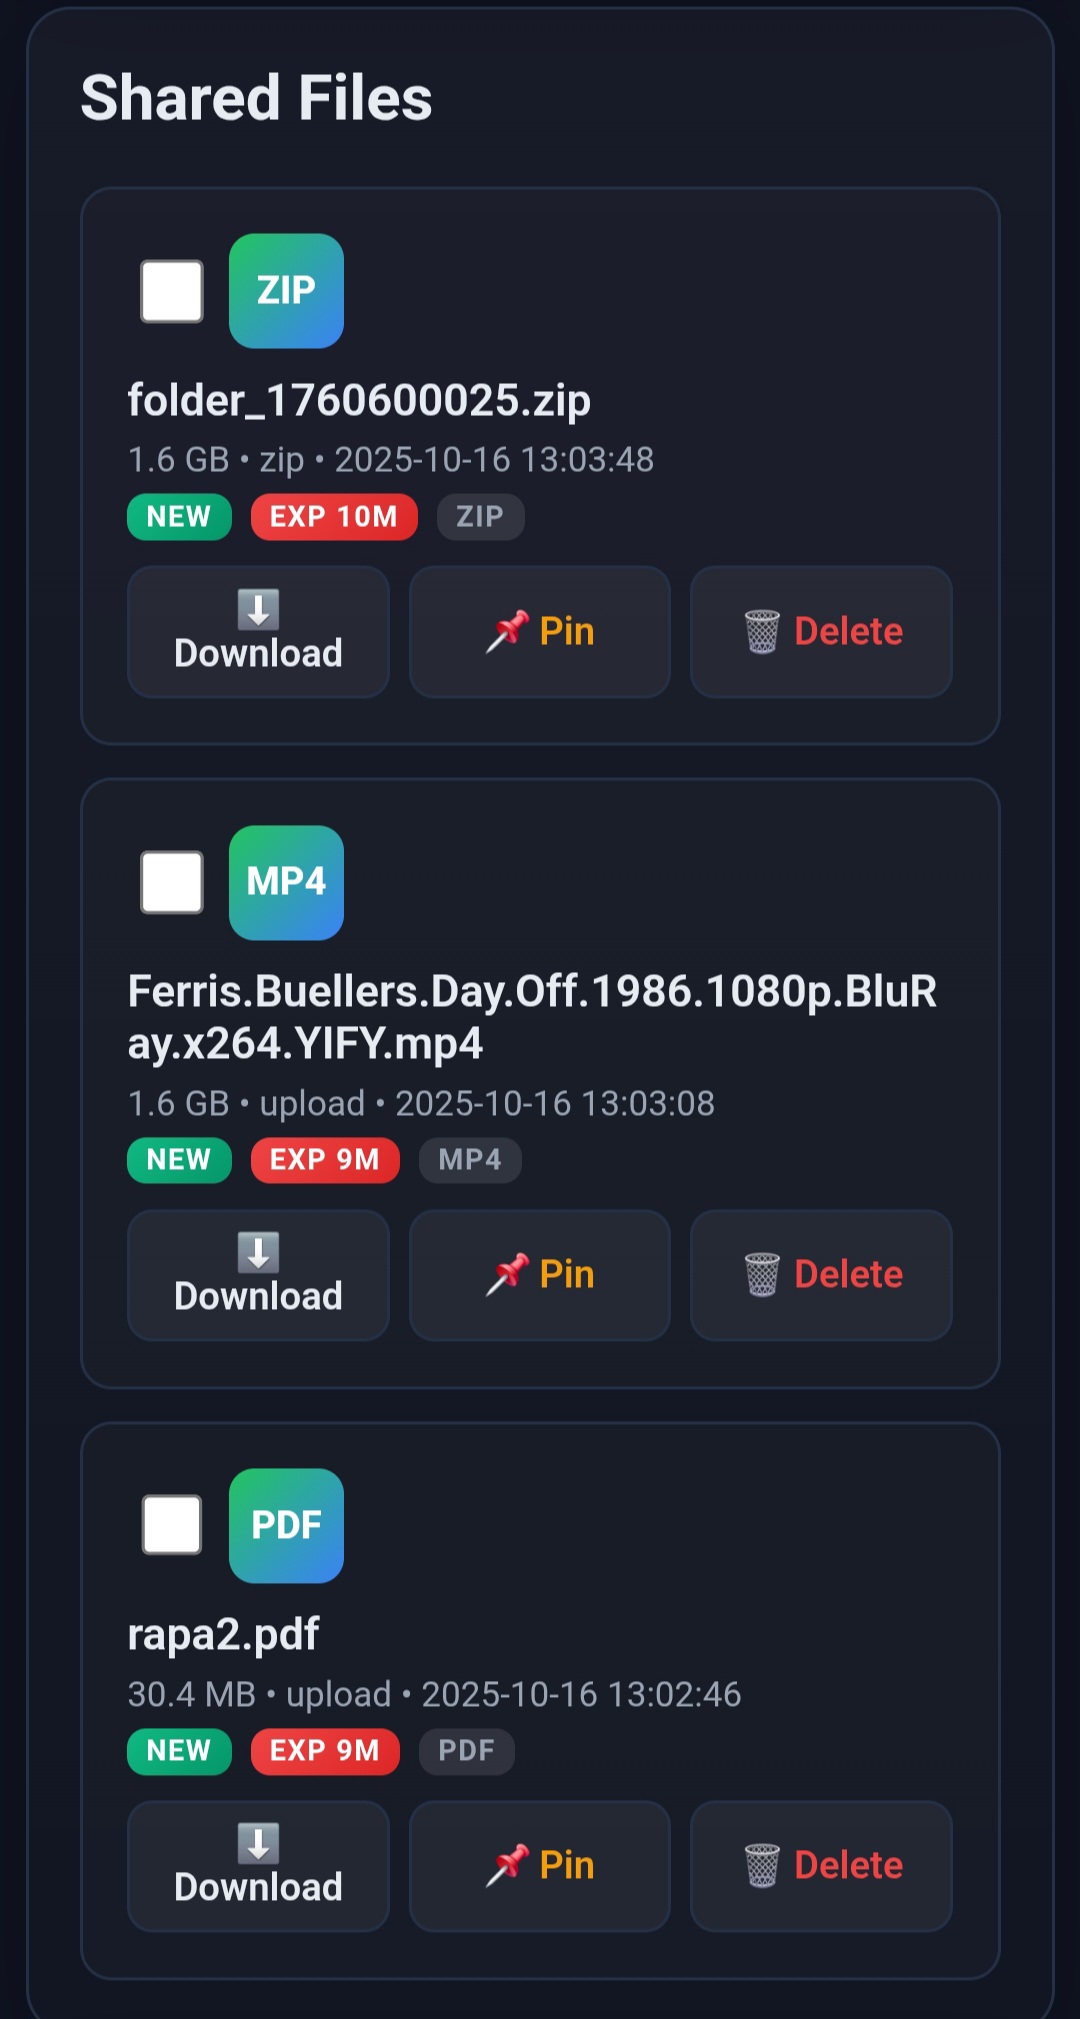 Shared Files
ZIP
folder_1760600025.zip
1.6 GB • zip • 2025-10-16 13:03:48
NEW EXP 10M ZIP
⬇️ Download 📌 Pin 🗑️ Delete
MP4
Ferris.Buellers.Day.Off.1986.1080p.BluR
ay.x264.YIFY.mp4
1.6 GB • upload • 2025-10-16 13:03:08
NEW EXP 9M MP4
⬇️ Download 📌 Pin 🗑️ Delete
PDF
rapa2.pdf
30.4 MB • upload • 2025-10-16 13:02:46
NEW EXP 9M PDF
⬇️ Download 📌 Pin 🗑️ Delete